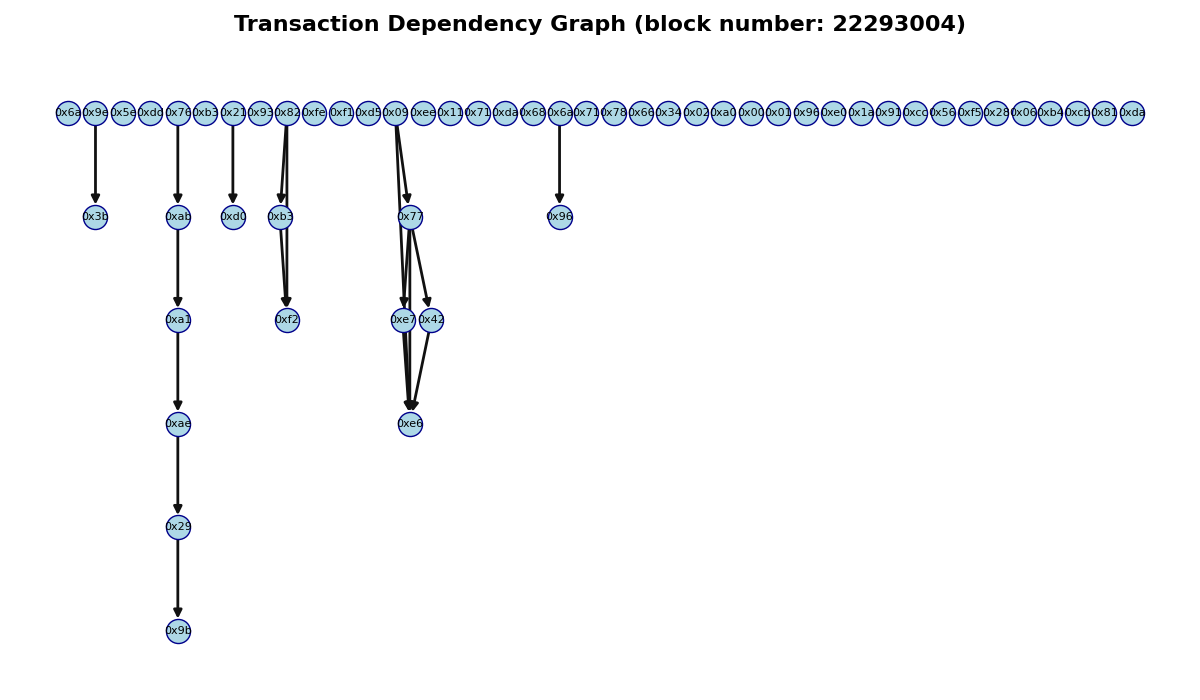 Transaction Dependency Graph (block number: 22293004)
0x6a 0x9e 0x5e 0xdd 0x76 0xb3 0x21 0x93 0x82 0xfe 0xf1 0xd5 0x09 0xee 0x11 0x71 0xda 0x68 0x6a 0x71 0x78 0x66 0x34 0x02 0xa0 0x00 0x01 0x96 0xe0 0x1a 0x91 0xcc 0x56 0xf5 0x28 0x06 0xb4 0xcb 0x81 0xda
0x3b 0xab 0xd0 0xb3 0x77 0x96
0xa1 0xf2 0xe7 0x42
0xae 0xe6
0x29
0x9b